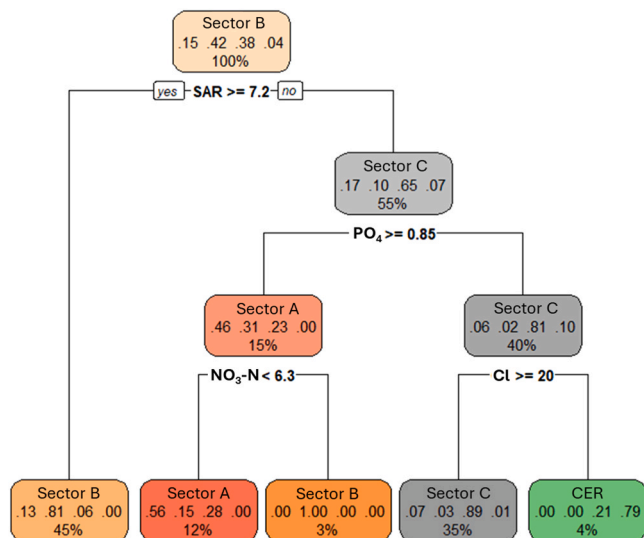 Sector B
.15 .42 .38 .04
100%
yes SAR >= 7.2 no
Sector C
.17 .10 .65 .07
55%
PO₄ >= 0.85
Sector A
.46 .31 .23 .00
15%
Sector C
.06 .02 .81 .10
40%
NO₃-N < 6.3
Cl >= 20
Sector B
.13 .81 .06 .00
45%
Sector A
.56 .15 .28 .00
12%
Sector B
.00 1.00 .00 .00
3%
Sector C
.07 .03 .89 .01
35%
CER
.00 .00 .21 .79
4%